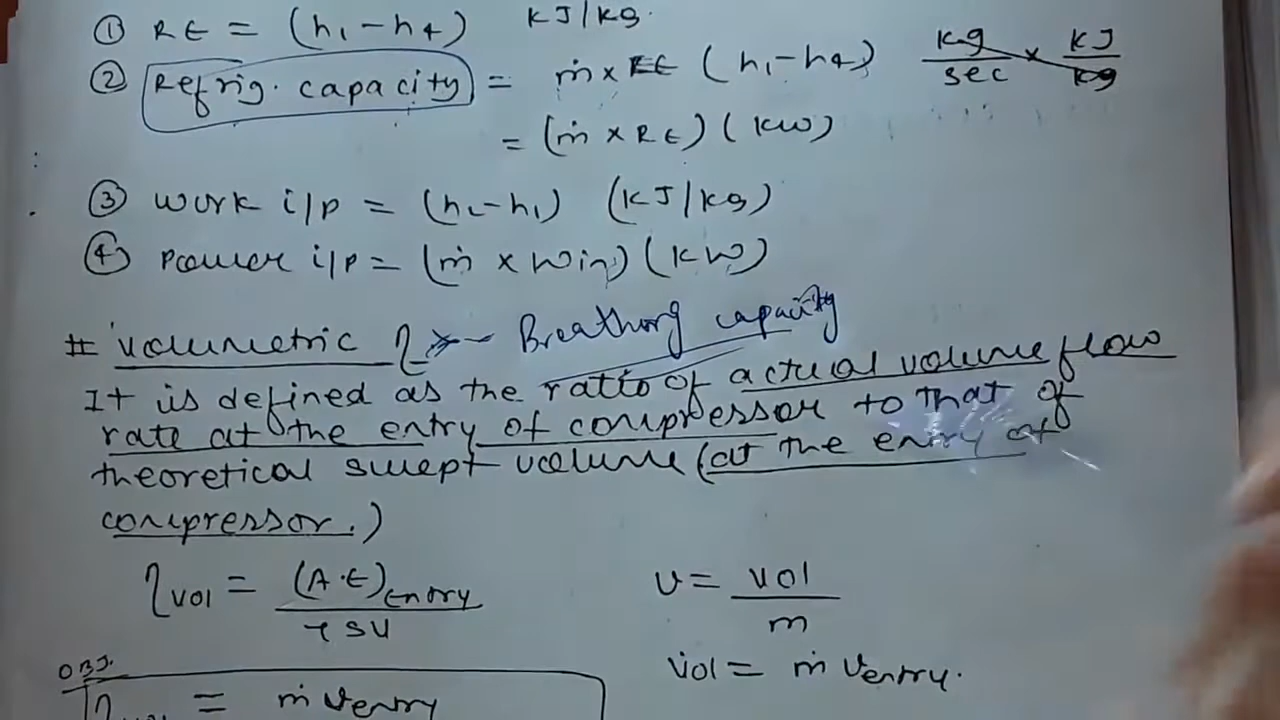 ① RE = (h₁-h₄) KJ/kg.
② Refrig. capacity = ṁ x RE (h₁-h₄) kg/sec x KJ/kg
= (ṁ x RE) (KW)
③ work i/p = (h₂-h₁) (KJ/kg)
④ power i/p = (ṁ x Win) (KW)
# volumetric η Breathing capacity
It is defined as the ratio of actual volume flow
rate at the entry of compressor to that of
theoretical swept volume (at the entry of
compressor.)
ηvol = (A.E)entry / TSV
v = vol / m
OBJ.
v̇ol = ṁ ventry.
= ṁ ventry